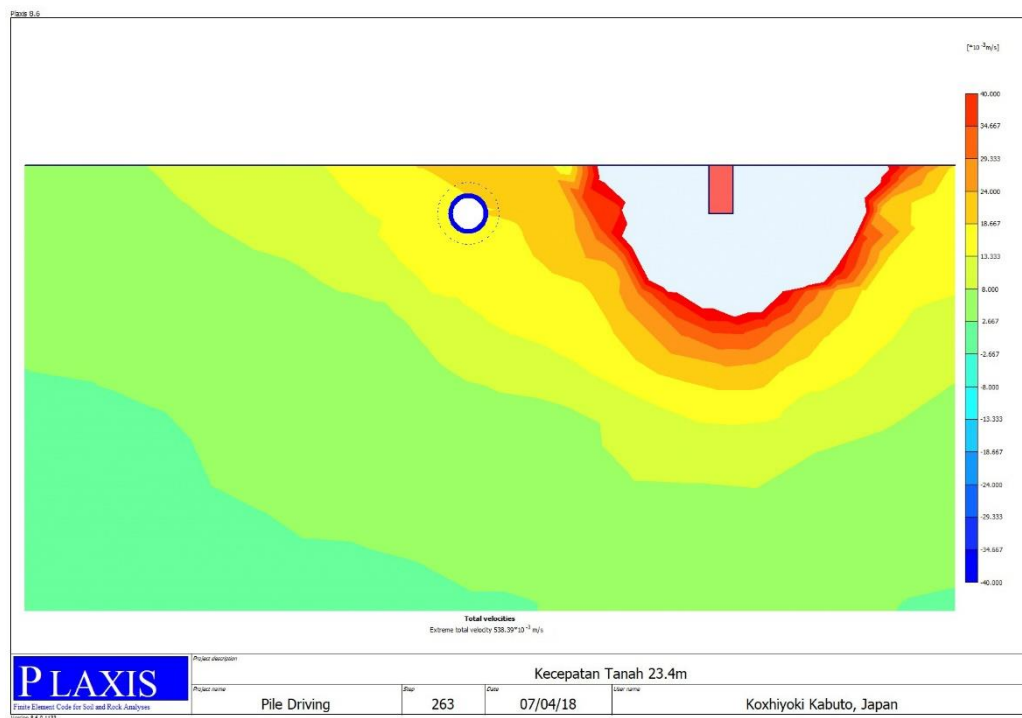 Plaxis 8.6
[*10 -3 m/s]
40.000
34.667
29.333
24.000
18.667
13.333
8.000
2.667
-2.667
-8.000
-13.333
-18.667
-24.000
-29.333
-34.667
-40.000
Total velocities
Extreme total velocity 538.39*10 -3 m/s
PLAXIS
Finite Element Code for Soil and Rock Analyses
Project description
Kecepatan Tanah 23.4m
Project name
Pile Driving
Step
263
Date
07/04/18
User name
Koxhiyoki Kabuto, Japan